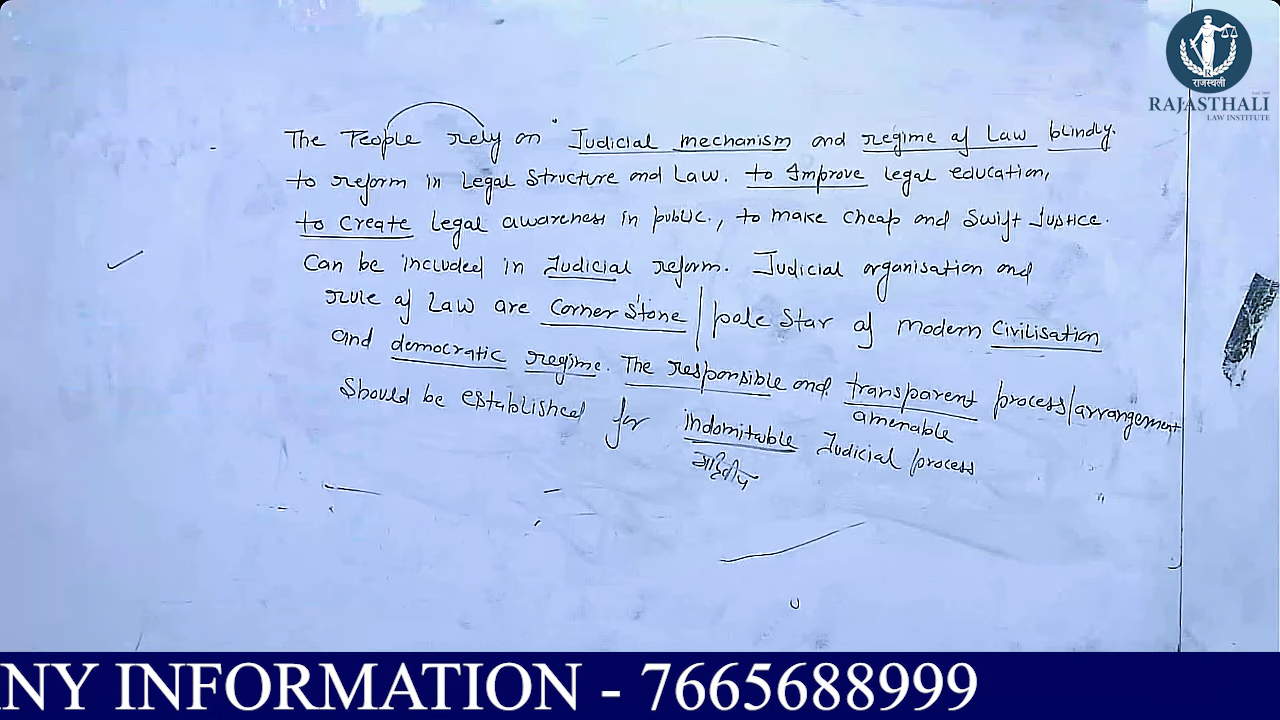 राजस्थली
RAJASTHALI
LAW INSTITUTE
The People rely on Judicial mechanism and regime of Law blindly.
to reform in Legal Structure and Law. to Improve legal education,
to create legal awareness in public., to make cheap and swift Justice.
Can be included in Judicial reform. Judicial organisation and
rule of Law are Corner Stone / pole Star of modern Civilisation
and democratic regime. The responsible and transparent process/arrangement
amenable
Should be established for indomitable Judicial process
NY INFORMATION - 7665688999